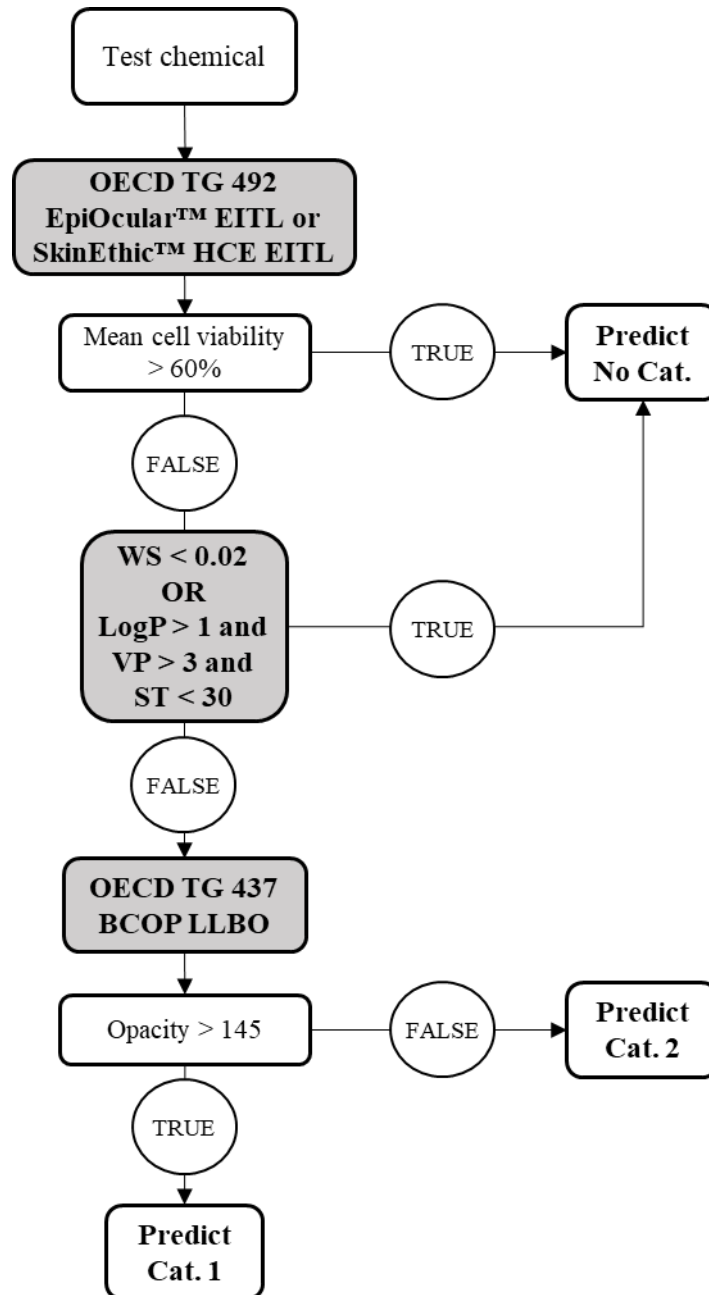 Test chemical
OECD TG 492
EpiOcular™ EITL or
SkinEthic™ HCE EITL
Mean cell viability
> 60%
TRUE
Predict
No Cat.
FALSE
WS < 0.02
OR
LogP > 1 and
VP > 3 and
ST < 30
TRUE
FALSE
OECD TG 437
BCOP LLBO
Opacity > 145
FALSE
Predict
Cat. 2
TRUE
Predict
Cat. 1